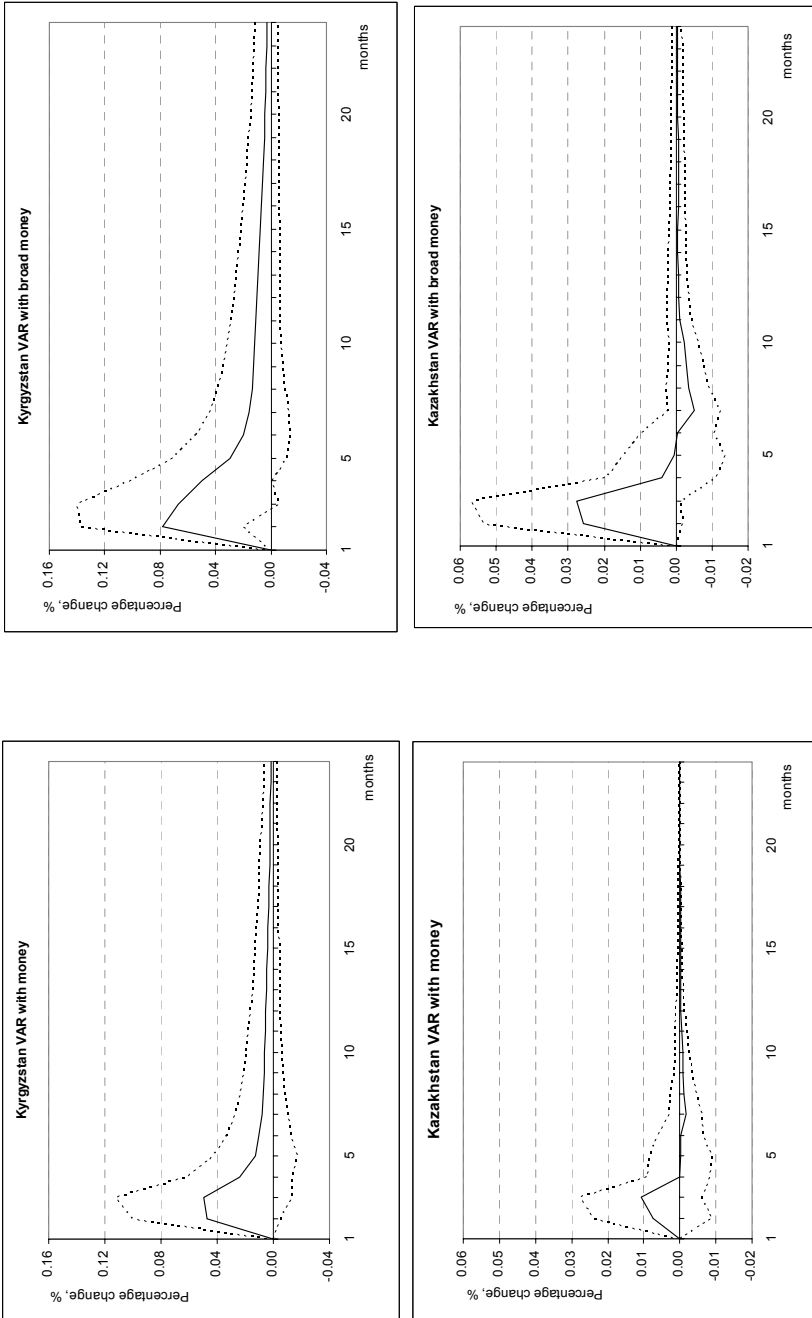 Kyrgyzstan VAR with money
Percentage change, %
0.16
0.12
0.08
0.04
0.00
-0.04
1 5 10 15 20
months
Kyrgyzstan VAR with broad money
Percentage change, %
0.16
0.12
0.08
0.04
0.00
-0.04
1 5 10 15 20
months
Kazakhstan VAR with money
Percentage change, %
0.06
0.05
0.04
0.03
0.02
0.01
0.00
-0.01
-0.02
1 5 10 15 20
months
Kazakhstan VAR with broad money
Percentage change, %
0.06
0.05
0.04
0.03
0.02
0.01
0.00
-0.01
-0.02
1 5 10 15 20
months